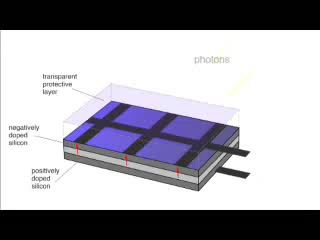 photons
transparent
protective
layer
negatively
doped
silicon
positively
doped
silicon